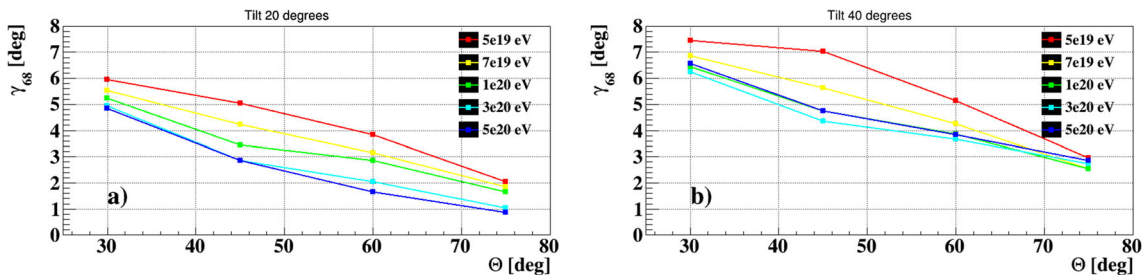 Tilt 20 degrees
γ68 [deg]
8
7
6
5
4
3
2
1
0
5e19 eV
7e19 eV
1e20 eV
3e20 eV
5e20 eV
a)
30 40 50 60 70 80
Θ [deg]
Tilt 40 degrees
γ68 [deg]
8
7
6
5
4
3
2
1
0
5e19 eV
7e19 eV
1e20 eV
3e20 eV
5e20 eV
b)
30 40 50 60 70 80
Θ [deg]